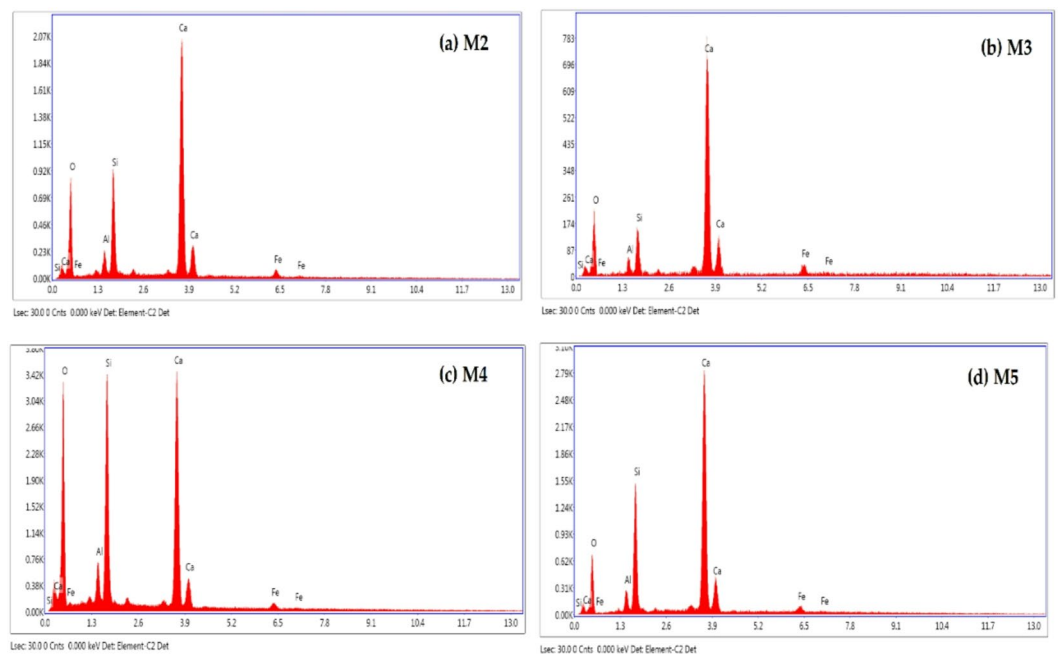 (a) M2
2.07K
1.84K
1.61K
1.38K
1.15K
0.92K
0.69K
0.46K
0.23K
0.00K
Ca
O
Si
Al
Ca
Si
Ca
Fe
Fe
Fe
0.0 1.3 2.6 3.9 5.2 6.5 7.8 9.1 10.4 11.7 13.0
Lsec: 30.0 0 Cnts 0.000 keV Det: Element-C2 Det
(b) M3
783
696
609
522
435
348
261
174
87
0
Ca
O
Si
Al
Ca
Si
Ca
Fe
Fe
Fe
0.0 1.3 2.6 3.9 5.2 6.5 7.8 9.1 10.4 11.7 13.0
Lsec: 30.0 0 Cnts 0.000 keV Det: Element-C2 Det
(c) M4
3.80K
3.42K
3.04K
2.66K
2.28K
1.90K
1.52K
1.14K
0.76K
0.38K
0.00K
O
Si
Ca
Al
Ca
Si
Ca
Fe
Fe
Fe
0.0 1.3 2.6 3.9 5.2 6.5 7.8 9.1 10.4 11.7 13.0
Lsec: 30.0 0 Cnts 0.000 keV Det: Element-C2 Det
(d) M5
3.10K
2.79K
2.48K
2.17K
1.86K
1.55K
1.24K
0.93K
0.62K
0.31K
0.00K
Ca
Si
O
Al
Ca
Si
Ca
Fe
Fe
Fe
0.0 1.3 2.6 3.9 5.2 6.5 7.8 9.1 10.4 11.7 13.0
Lsec: 30.0 0 Cnts 0.000 keV Det: Element-C2 Det